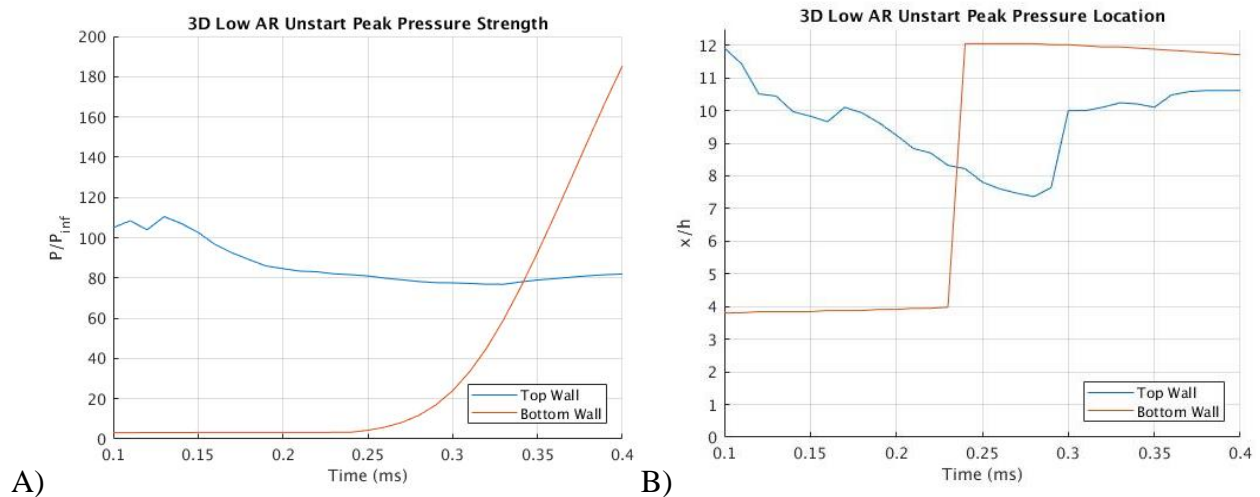 3D Low AR Unstart Peak Pressure Strength
200
180
160
140
120
100
80
60
40
20
0
P/P_inf
0.1 0.15 0.2 0.25 0.3 0.35 0.4
Time (ms)
Top Wall
Bottom Wall
A)
3D Low AR Unstart Peak Pressure Location
12
11
10
9
8
7
6
5
4
3
2
1
0
x/h
0.1 0.15 0.2 0.25 0.3 0.35 0.4
Time (ms)
Top Wall
Bottom Wall
B)